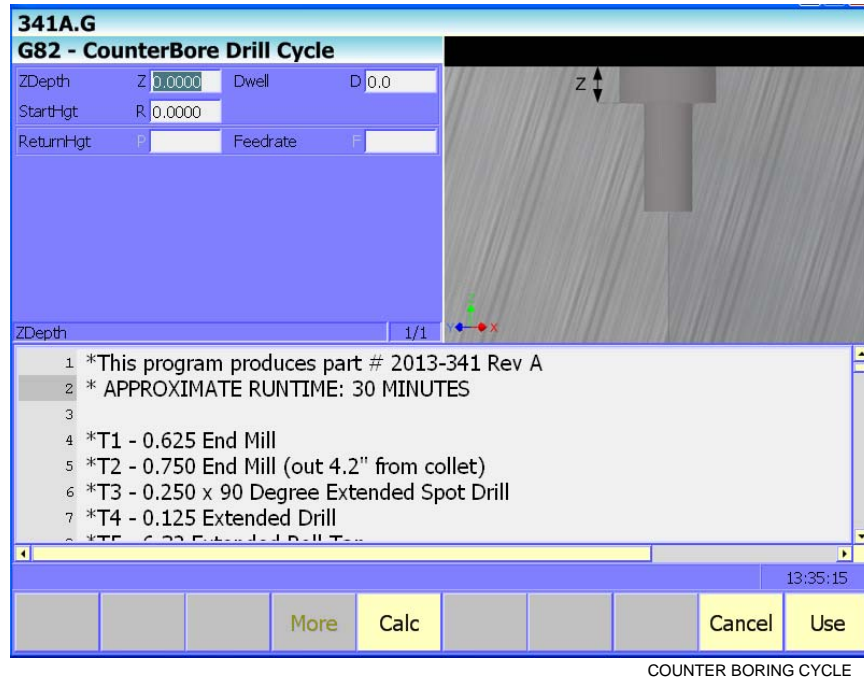 341A.G
G82 - CounterBore Drill Cycle
ZDepth Z 0.0000 Dwell D 0.0
StartHgt R 0.0000
ReturnHgt P Feedrate F
Z
Z
Y X
ZDepth 1/1
1 *This program produces part # 2013-341 Rev A
2 * APPROXIMATE RUNTIME: 30 MINUTES
3
4 *T1 - 0.625 End Mill
5 *T2 - 0.750 End Mill (out 4.2" from collet)
6 *T3 - 0.250 x 90 Degree Extended Spot Drill
7 *T4 - 0.125 Extended Drill
13:35:15
More Calc Cancel Use
COUNTER BORING CYCLE